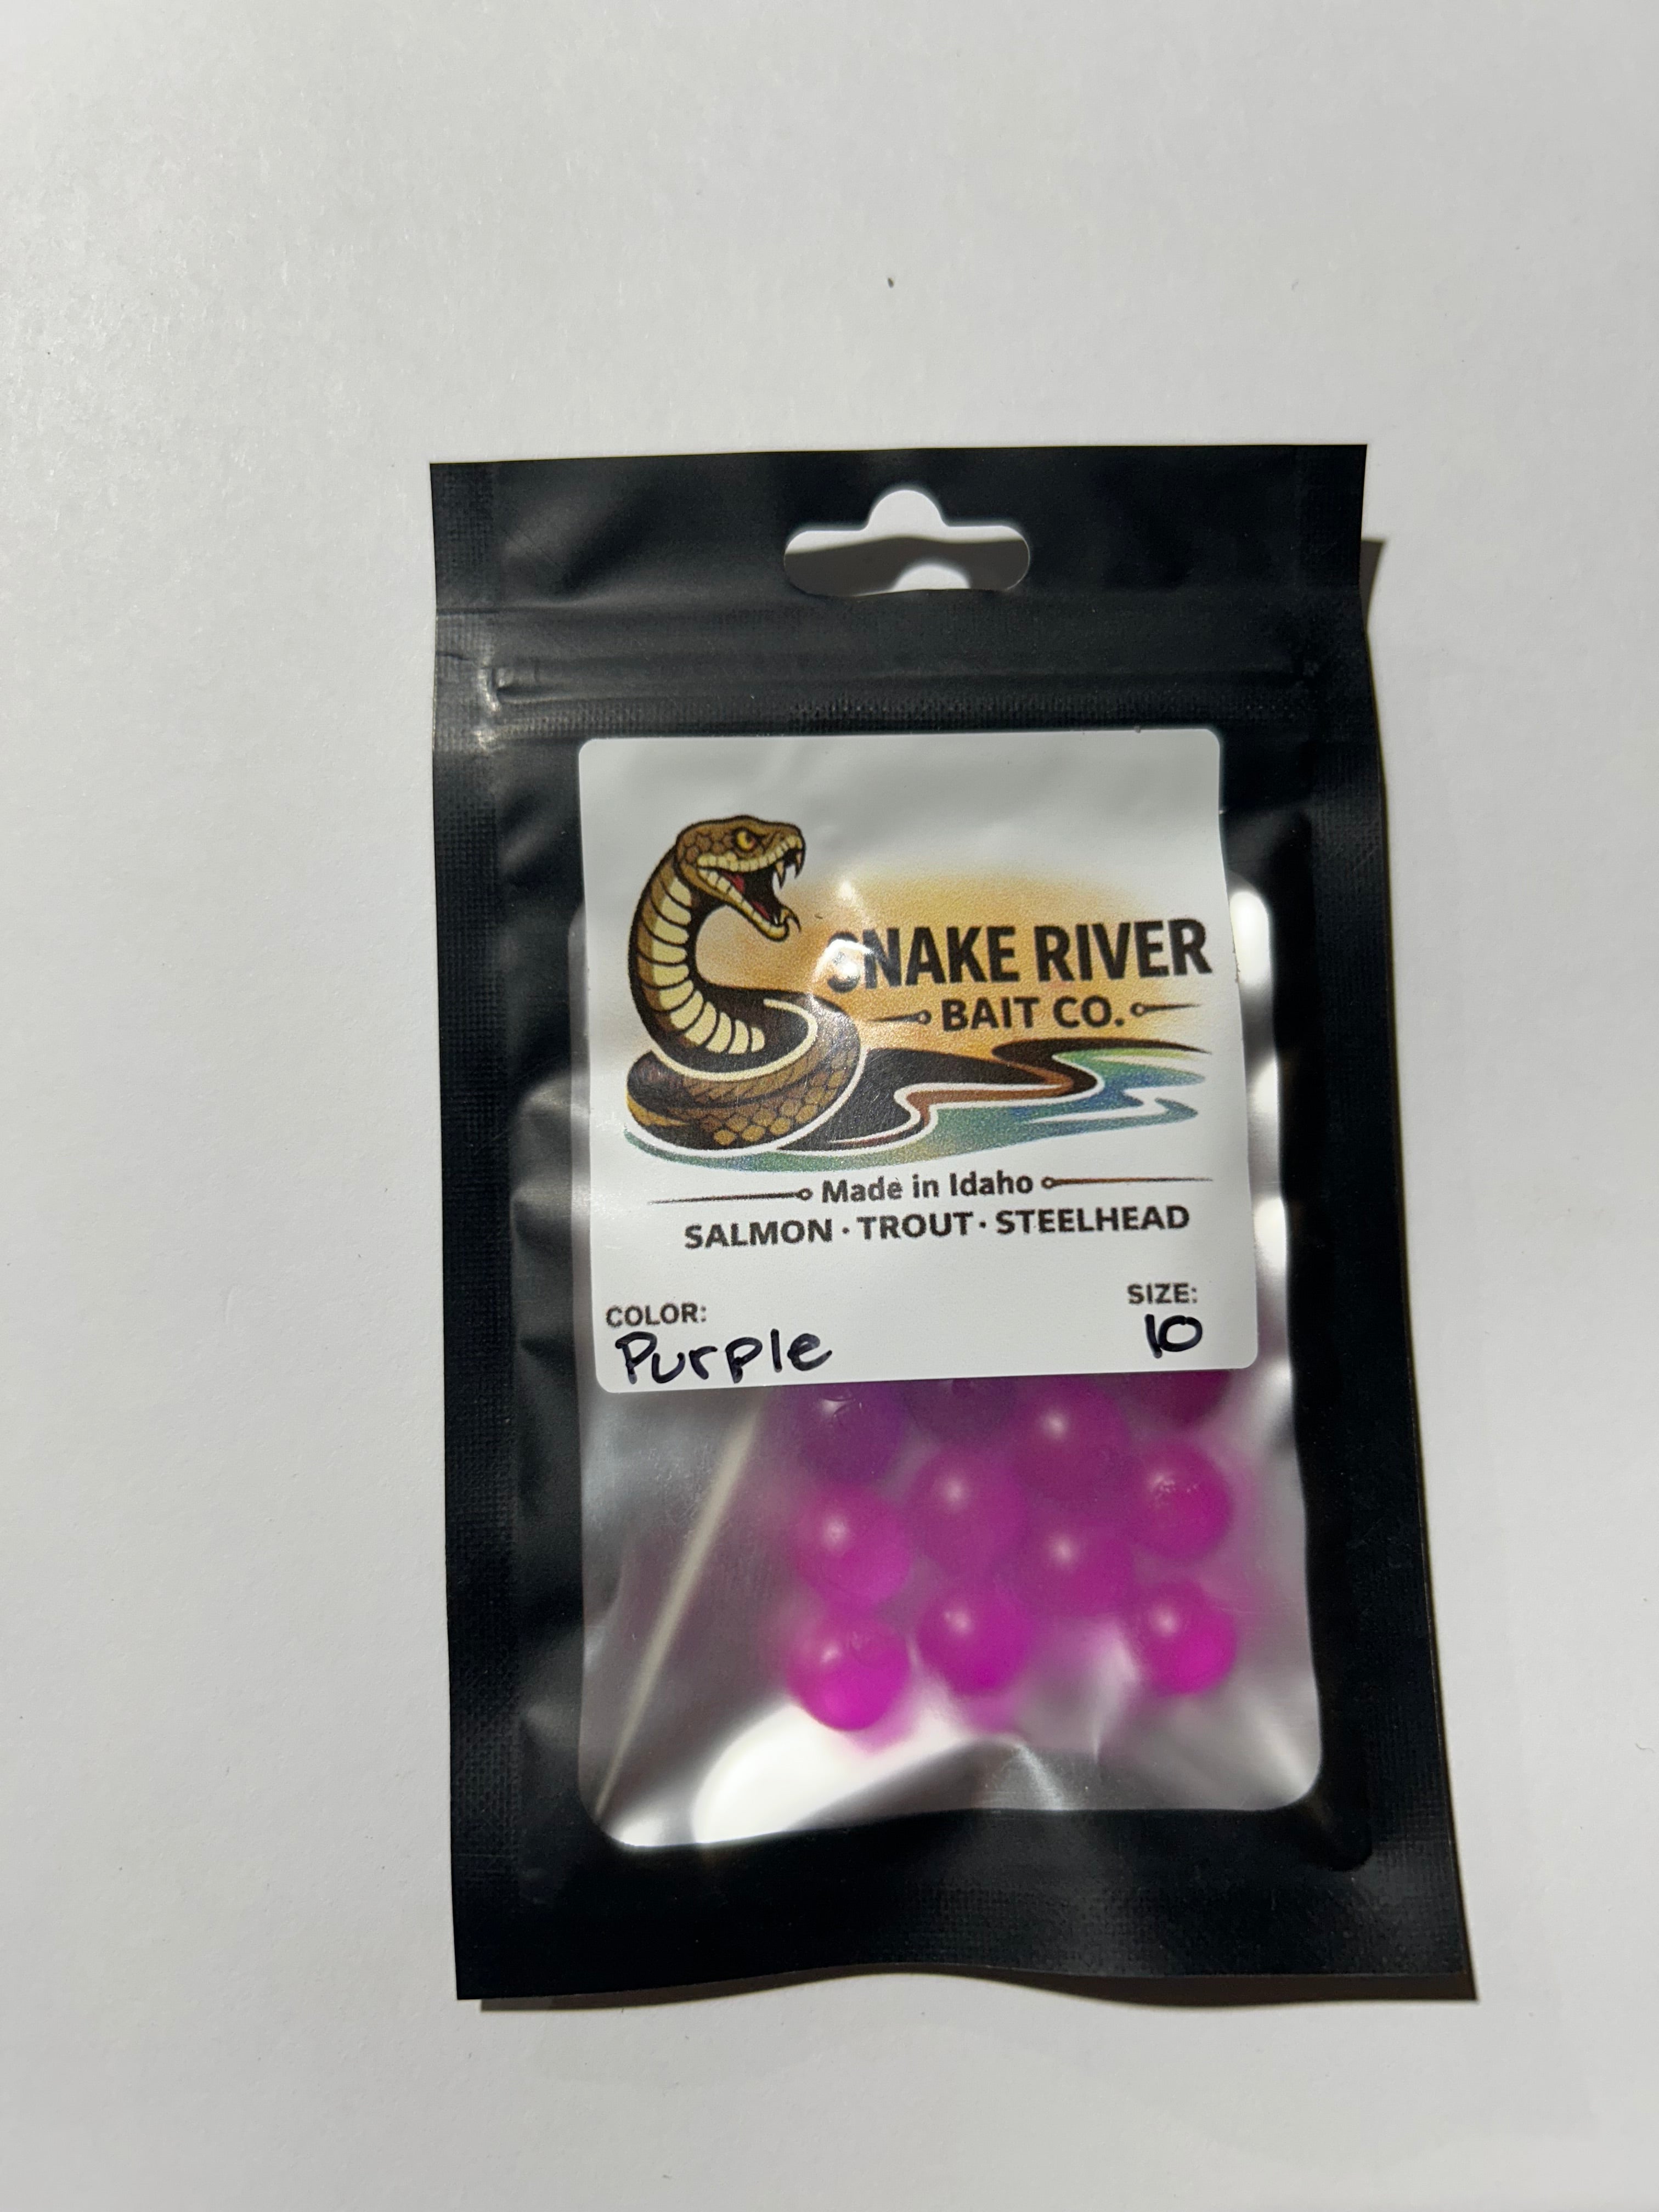 SNAKE RIVER
BAIT CO.
Made in Idaho
SALMON · TROUT · STEELHEAD
COLOR: SIZE:
Purple 10